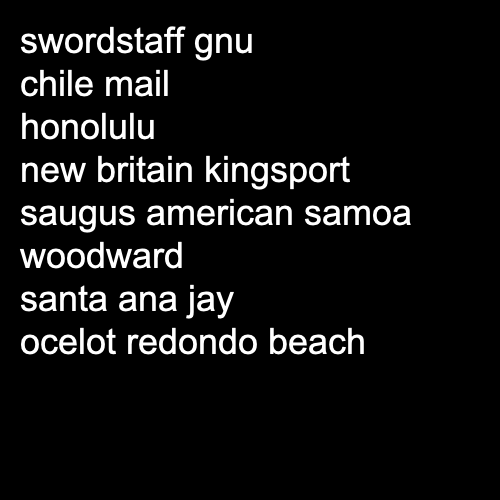 swordstaff gnu
chile mail
honolulu
new britain kingsport
saugus american samoa
woodward
santa ana jay
ocelot redondo beach